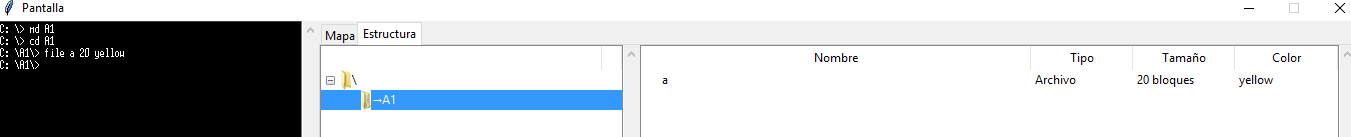 Pantalla
C: \> md A1
C: \> cd A1
C: \A1\> file a 20 yellow
C: \A1\>
Mapa Estructura
\
→A1
Nombre Tipo Tamaño Color
a Archivo 20 bloques yellow